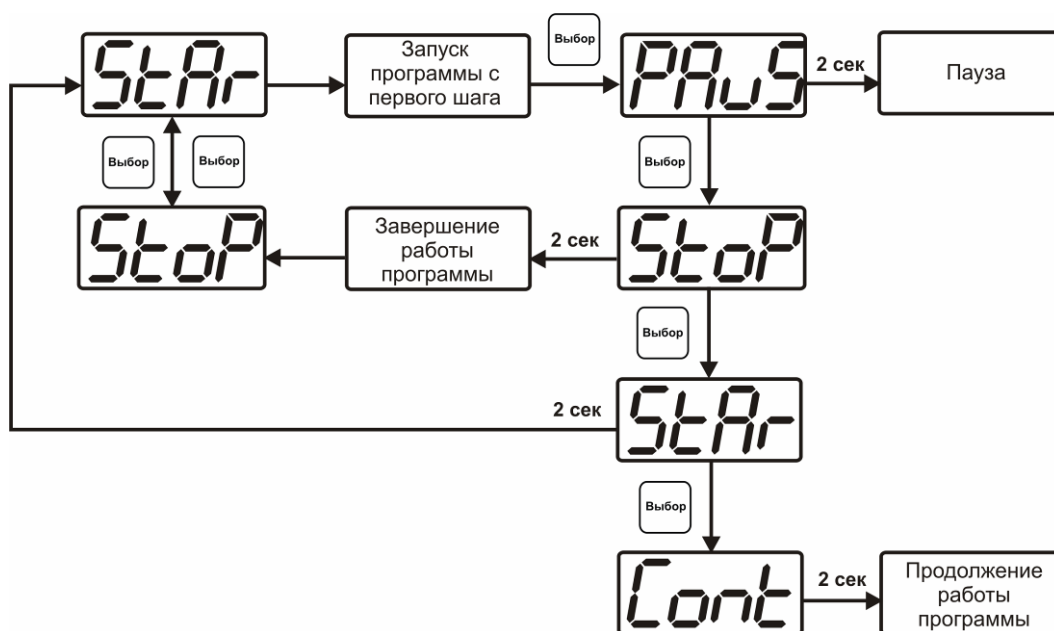 StAr
Запуск
программы с
первого шага
Выбор
PAuS
2 сек
Пауза
Выбор
Выбор
Выбор
StoP
Завершение
работы
программы
2 сек
StoP
Выбор
2 сек
StAr
Выбор
Cont
2 сек
Продолжение
работы
программы